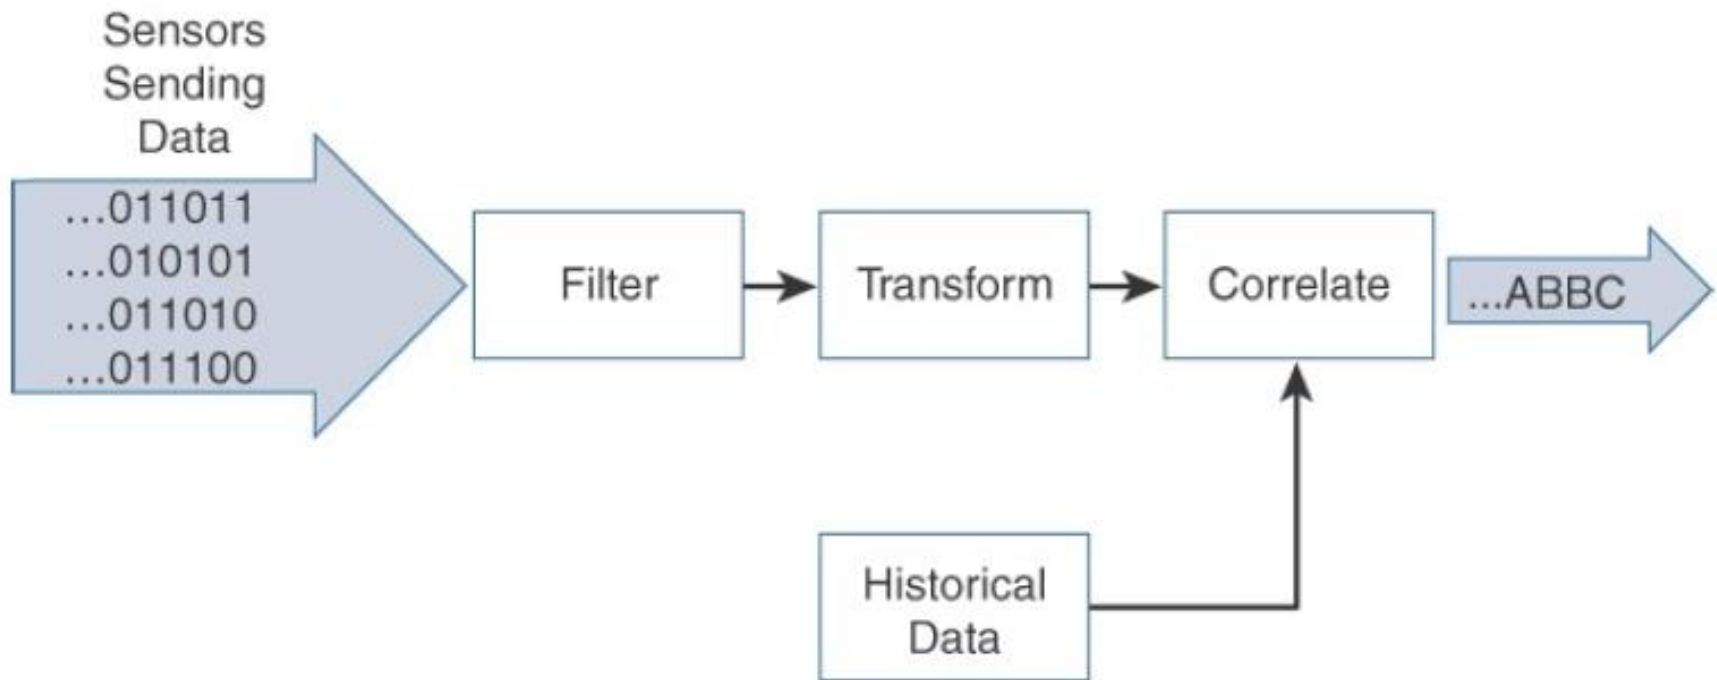 Sensors
Sending
Data
...011011
...010101
...011010
...011100
Filter
Transform
Correlate
...ABBC
Historical
Data